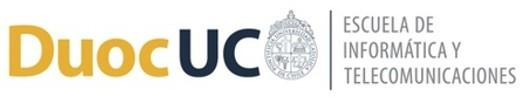 DuocUC
ESCUELA DE
INFORMÁTICA Y
TELECOMUNICACIONES